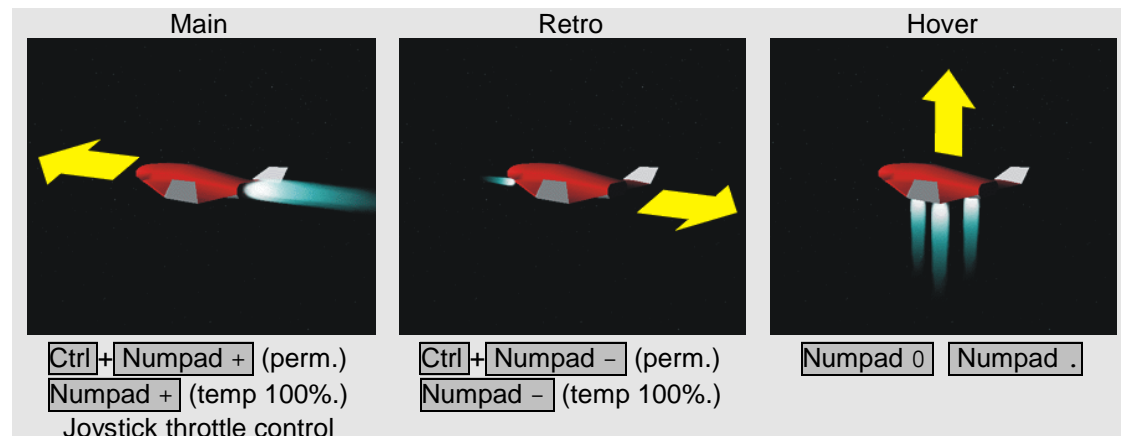 Main
Retro
Hover
Ctrl + Numpad + (perm.)
Numpad + (temp 100%.)
Joystick throttle control
Ctrl + Numpad - (perm.)
Numpad - (temp 100%.)
Numpad 0 Numpad .